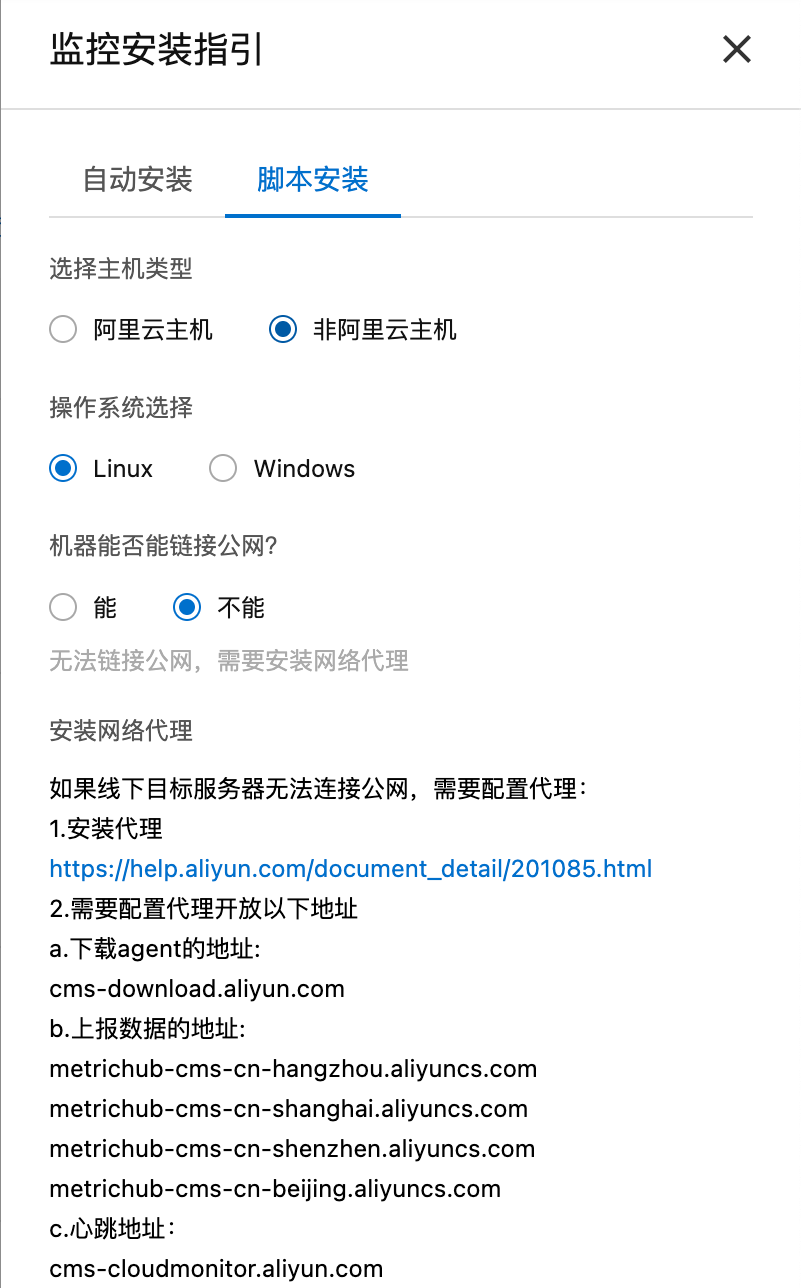 监控安装指引
自动安装 脚本安装
选择主机类型
阿里云主机 非阿里云主机
操作系统选择
Linux Windows
机器能否能链接公网?
能 不能
无法链接公网，需要安装网络代理
安装网络代理
如果线下目标服务器无法连接公网，需要配置代理：
1.安装代理
https://help.aliyun.com/document_detail/201085.html
2.需要配置代理开放以下地址
a.下载agent的地址:
cms-download.aliyun.com
b.上报数据的地址:
metrichub-cms-cn-hangzhou.aliyuncs.com
metrichub-cms-cn-shanghai.aliyuncs.com
metrichub-cms-cn-shenzhen.aliyuncs.com
metrichub-cms-cn-beijing.aliyuncs.com
c.心跳地址：
cms-cloudmonitor.aliyun.com